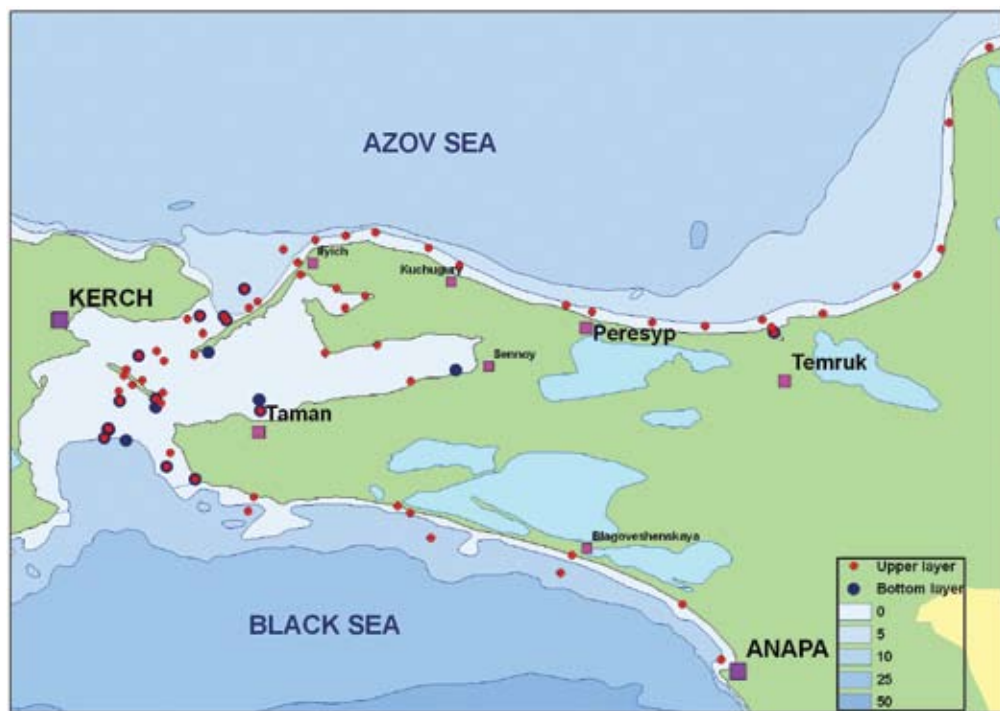 AZOV SEA
Ilyich
Kuchugury
KERCH
Peresyp
Sennoy
Temruk
Taman
Blagoveshenskaya
BLACK SEA
ANAPA
Upper layer
Bottom layer
0
5
10
25
50